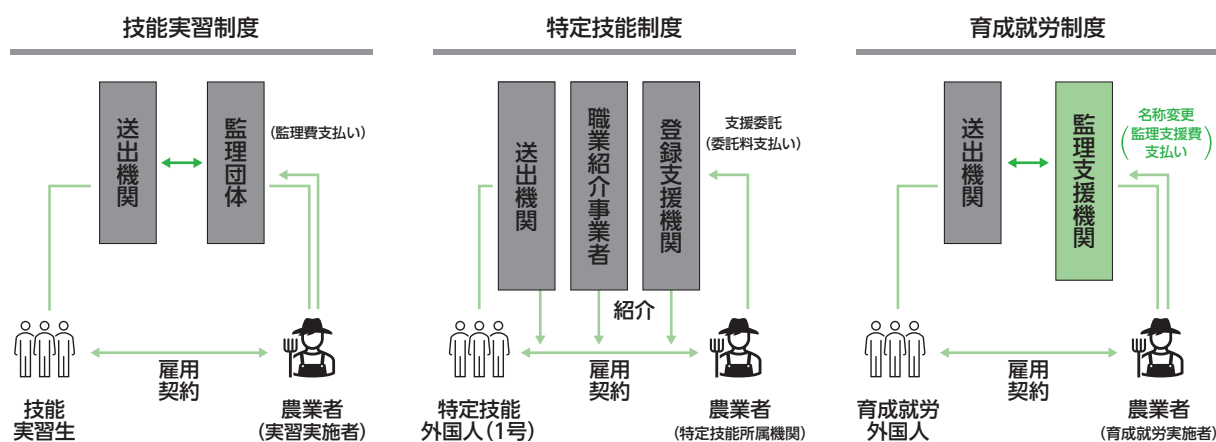 技能実習制度
送出機関
監理団体
(監理費支払い)
技能
実習生
雇用
契約
農業者
(実習実施者)
特定技能制度
送出機関
職業紹介事業者
登録支援機関
支援委託
(委託料支払い)
紹介
特定技能
外国人(1号)
雇用
契約
農業者
(特定技能所属機関)
育成就労制度
送出機関
監理支援機関
名称変更
(監理支援費
支払い)
育成就労
外国人
雇用
契約
農業者
(育成就労実施者)